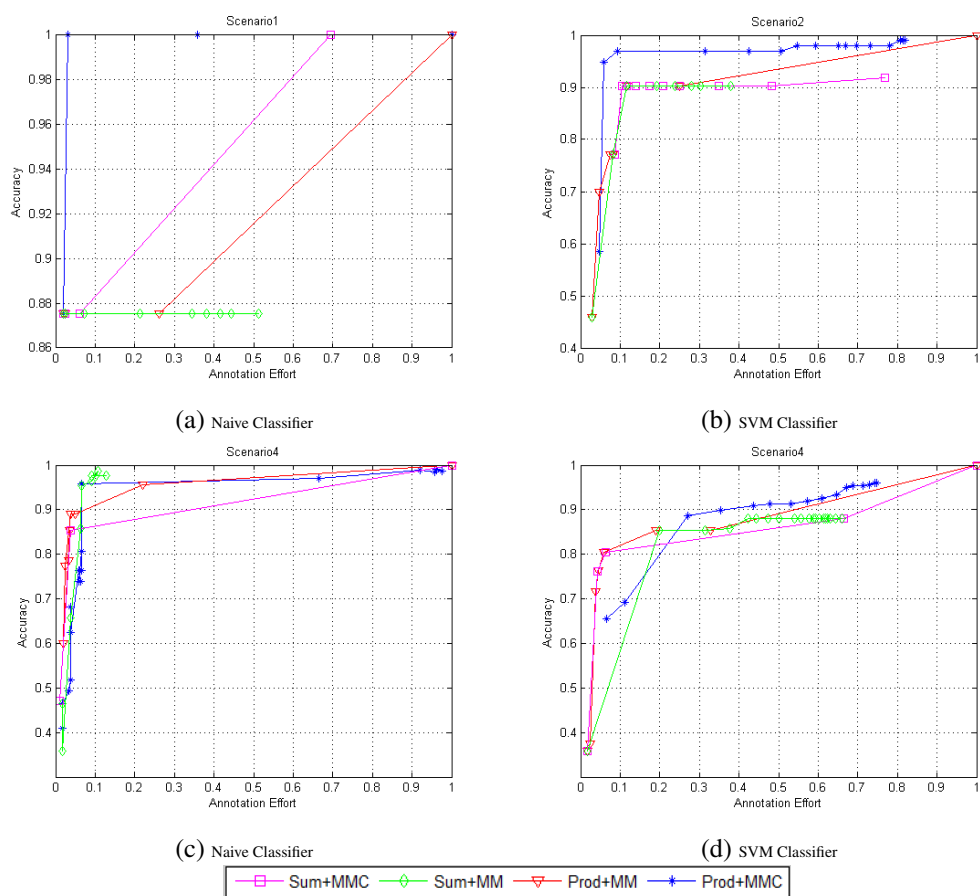 Scenario1
1
0.98
0.96
0.94
0.92
0.9
0.88
0.86
Accuracy
0 0.1 0.2 0.3 0.4 0.5 0.6 0.7 0.8 0.9 1
Annotation Effort
(a) Naive Classifier
Scenario2
1
0.9
0.8
0.7
0.6
0.5
0.4
Accuracy
0 0.1 0.2 0.3 0.4 0.5 0.6 0.7 0.8 0.9 1
Annotation Effort
(b) SVM Classifier
Scenario4
1
0.9
0.8
0.7
0.6
0.5
0.4
Accuracy
0 0.1 0.2 0.3 0.4 0.5 0.6 0.7 0.8 0.9 1
Annotation Effort
(c) Naive Classifier
Scenario4
1
0.9
0.8
0.7
0.6
0.5
0.4
Accuracy
0 0.1 0.2 0.3 0.4 0.5 0.6 0.7 0.8 0.9 1
Annotation Effort
(d) SVM Classifier
Sum+MMC Sum+MM Prod+MM Prod+MMC